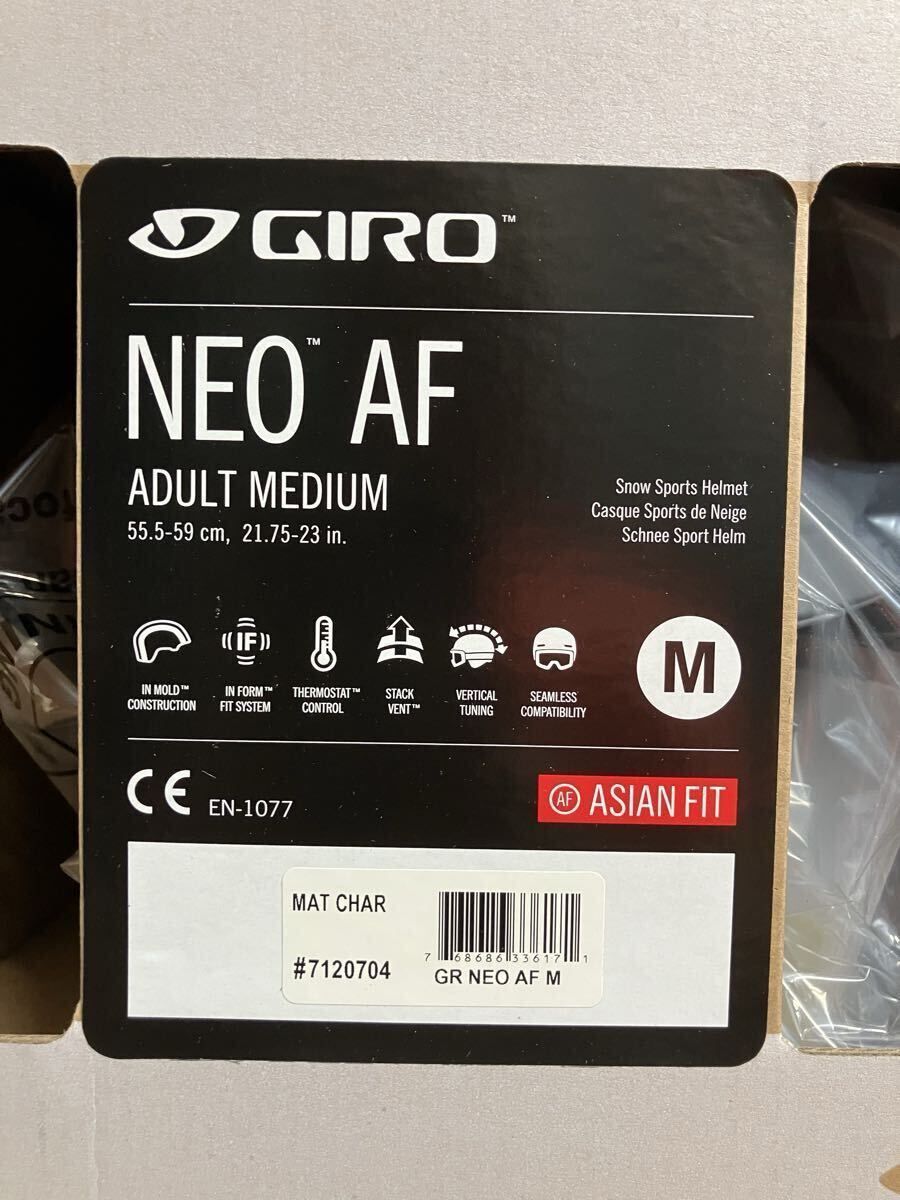 GIRO™
NEO™ AF
ADULT MEDIUM
55.5-59 cm, 21.75-23 in.
Snow Sports Helmet
Casque Sports de Neige
Schnee Sport Helm
IN MOLD™
CONSTRUCTION
IF
IN FORM™
FIT SYSTEM
THERMOSTAT™
CONTROL
STACK
VENT™
VERTICAL
TUNING
SEAMLESS
COMPATIBILITY
M
CE EN-1077
AF ASIAN FIT
MAT CHAR
#7120704
7 68686 33617 1
GR NEO AF M